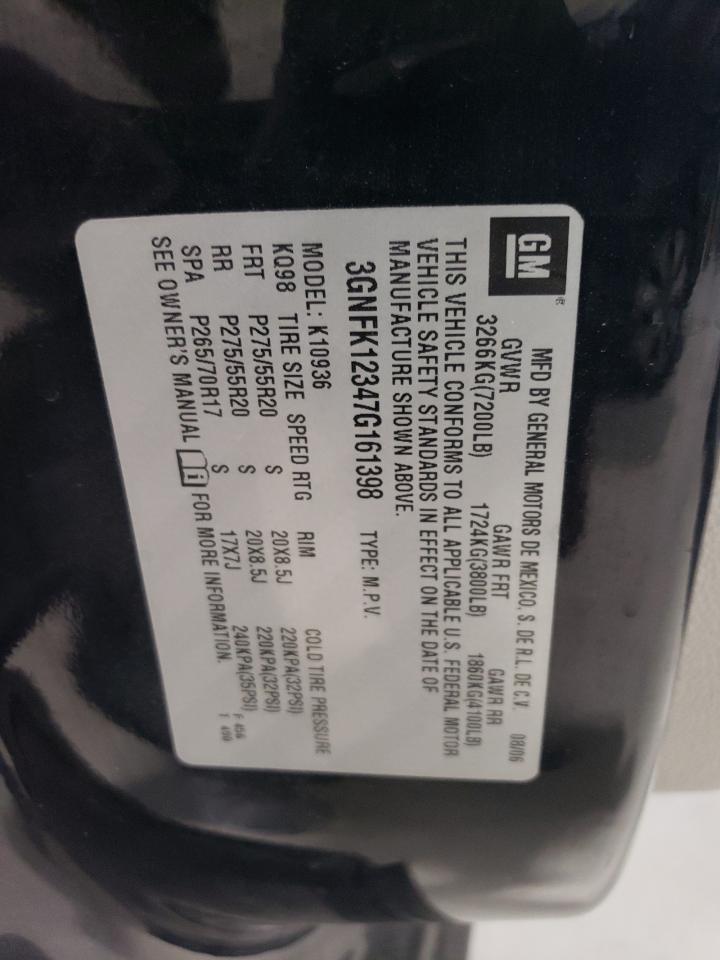 GM ®
MFD BY GENERAL MOTORS DE MEXICO, S. DE R.L. DE C.V. 08/06
GVWR GAWR FRT GAWR RR
3266KG(7200LB) 1724KG(3800LB) 1860KG(4100LB)
THIS VEHICLE CONFORMS TO ALL APPLICABLE U.S. FEDERAL MOTOR
VEHICLE SAFETY STANDARDS IN EFFECT ON THE DATE OF
MANUFACTURE SHOWN ABOVE.
3GNFK12347G161398 TYPE: M.P.V.
MODEL: K10936
KQ98 TIRE SIZE SPEED RTG RIM COLD TIRE PRESSURE
FRT P275/55R20 S 20X8.5J 220KPA(32PSI)
RR P275/55R20 S 20X8.5J 220KPA(32PSI)
SPA P265/70R17 17X7J 240KPA(35PSI)
SEE OWNER'S MANUAL FOR MORE INFORMATION.